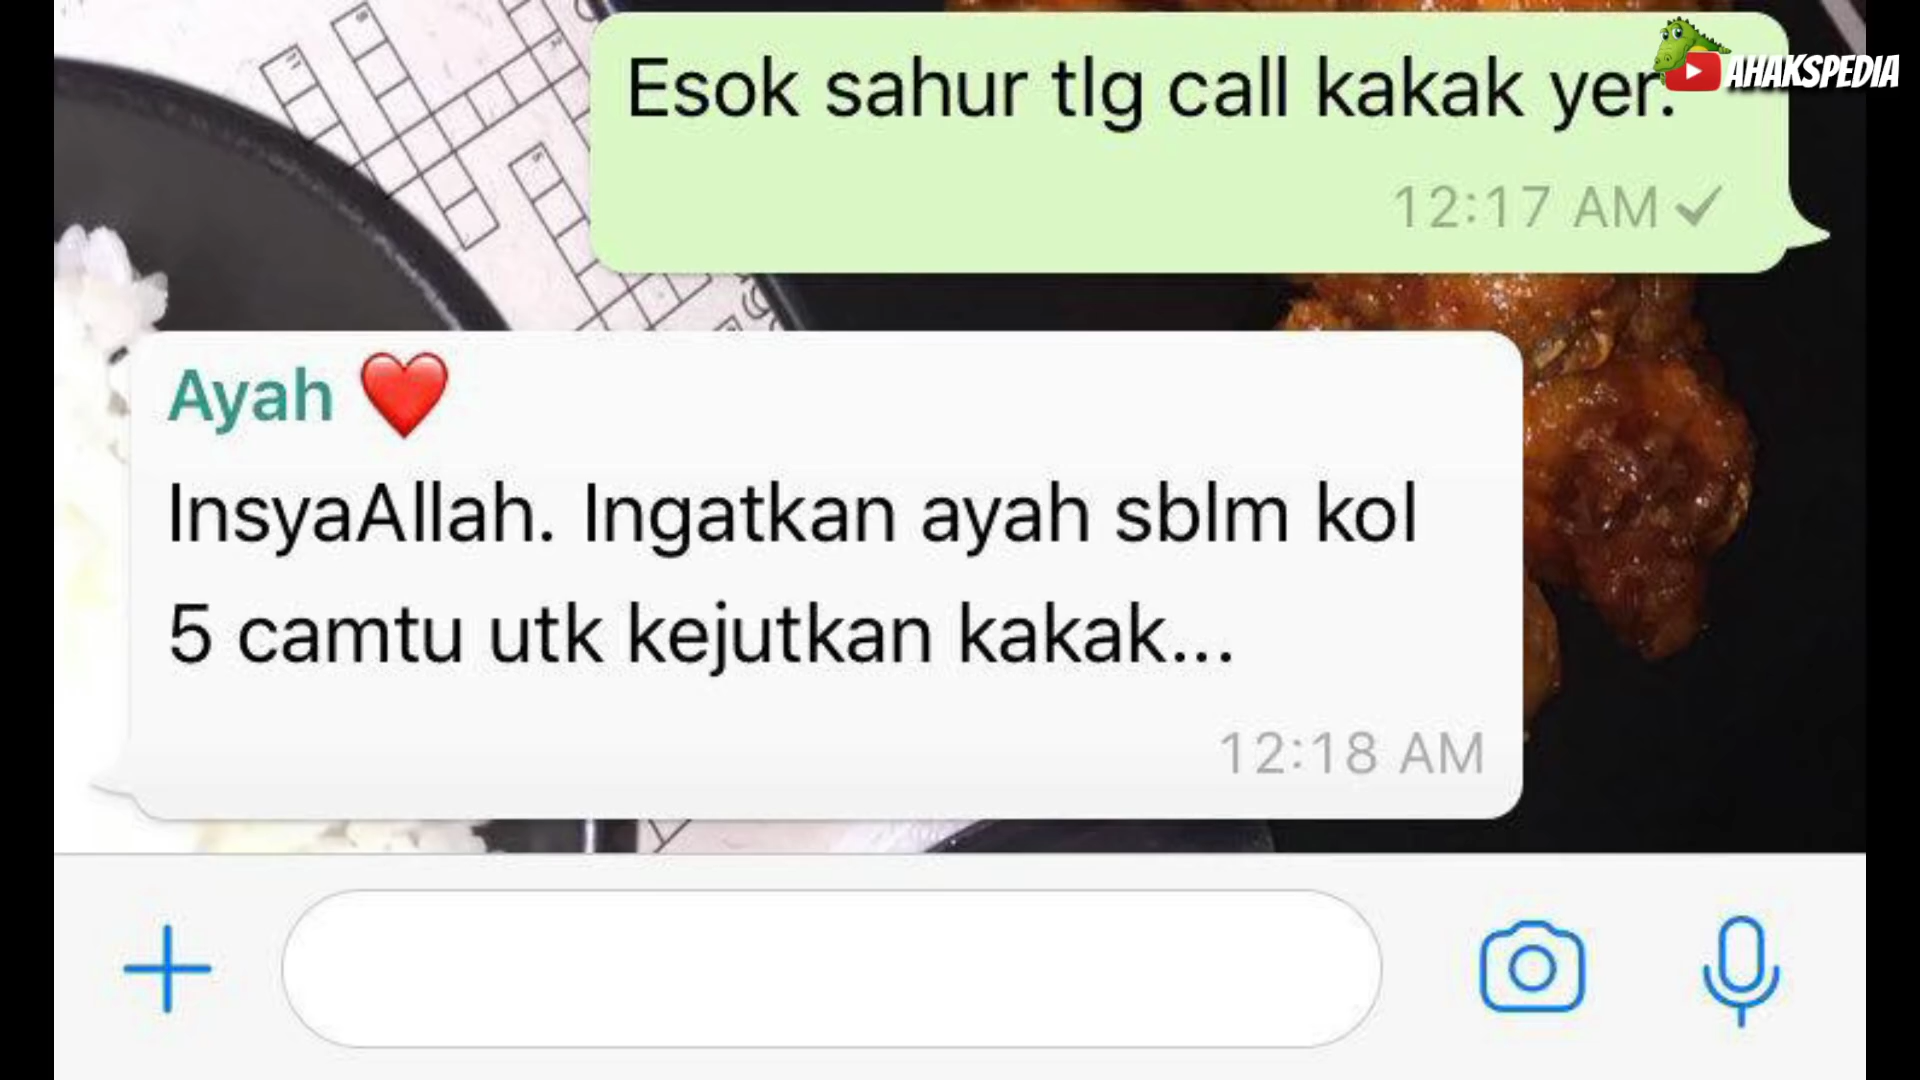 Esok sahur tlg call kakak yer.
AHAKSPEDIA
12:17 AM
Ayah
InsyaAllah. Ingatkan ayah sblm kol
5 camtu utk kejutkan kakak...
12:18 AM